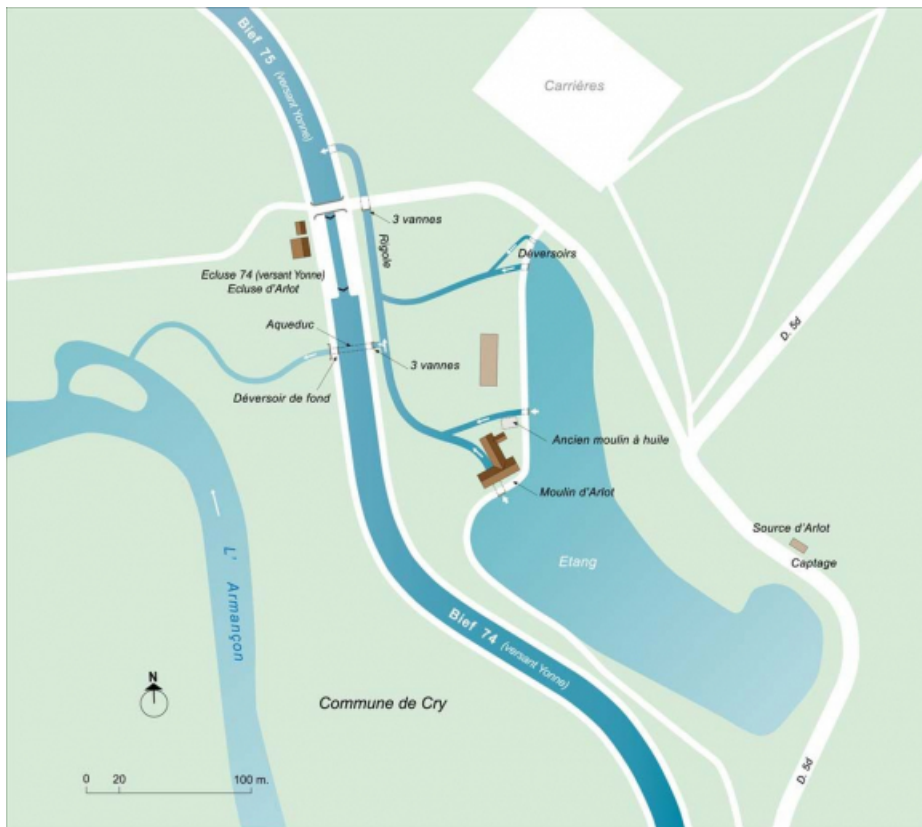 Bief 75 (versant Yonne)
Carrières
3 vannes
Rigole
Déversoirs
Ecluse 74 (versant Yonne)
Ecluse d'Arlot
D. 5d
Aqueduc
3 vannes
Déversoir de fond
Ancien moulin à huile
Moulin d'Arlot
Source d'Arlot
Captage
Etang
L' Armançon
Bief 74 (versant Yonne)
N
Commune de Cry
D. 5d
0 20 100 m.